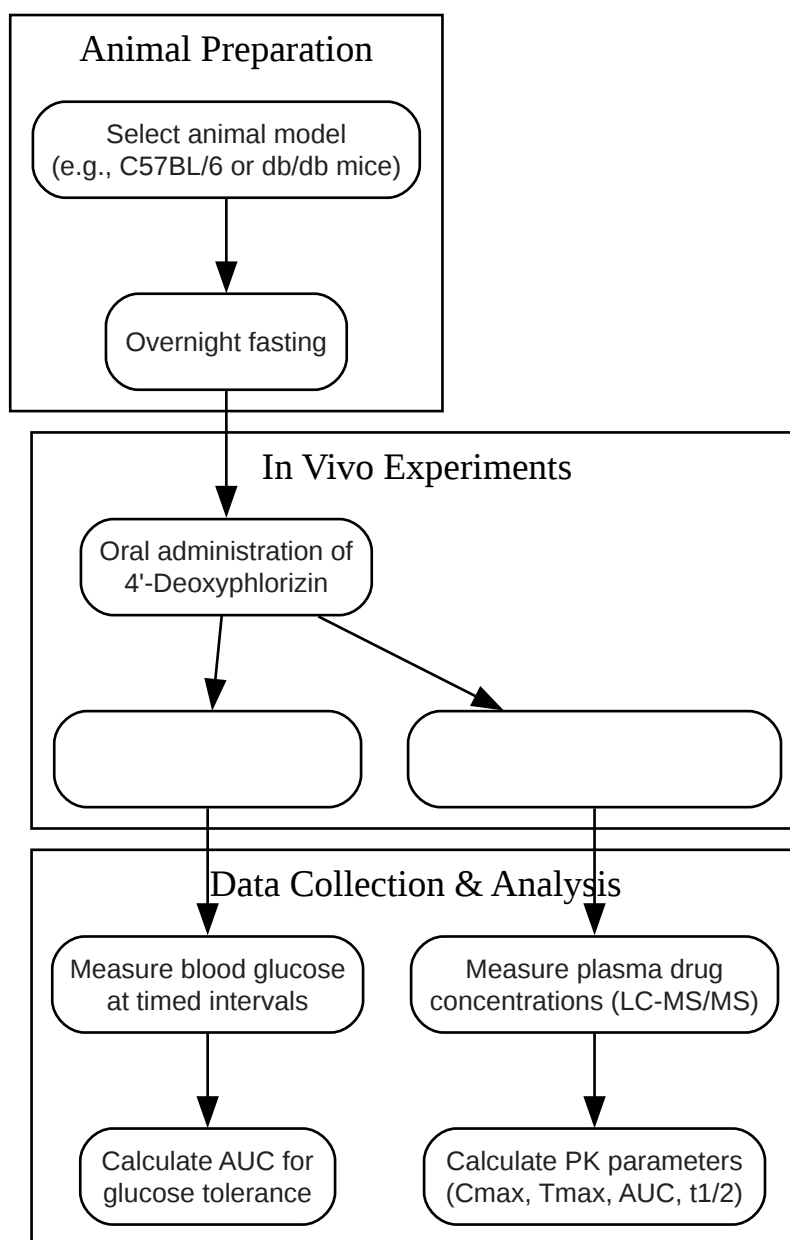 Animal Preparation
Select animal model
(e.g., C57BL/6 or db/db mice)
Overnight fasting
In Vivo Experiments
Oral administration of
4'-Deoxyphlorizin
Data Collection & Analysis
Measure blood glucose
at timed intervals
Measure plasma drug
concentrations (LC-MS/MS)
Calculate AUC for
glucose tolerance
Calculate PK parameters
(Cmax, Tmax, AUC, t1/2)